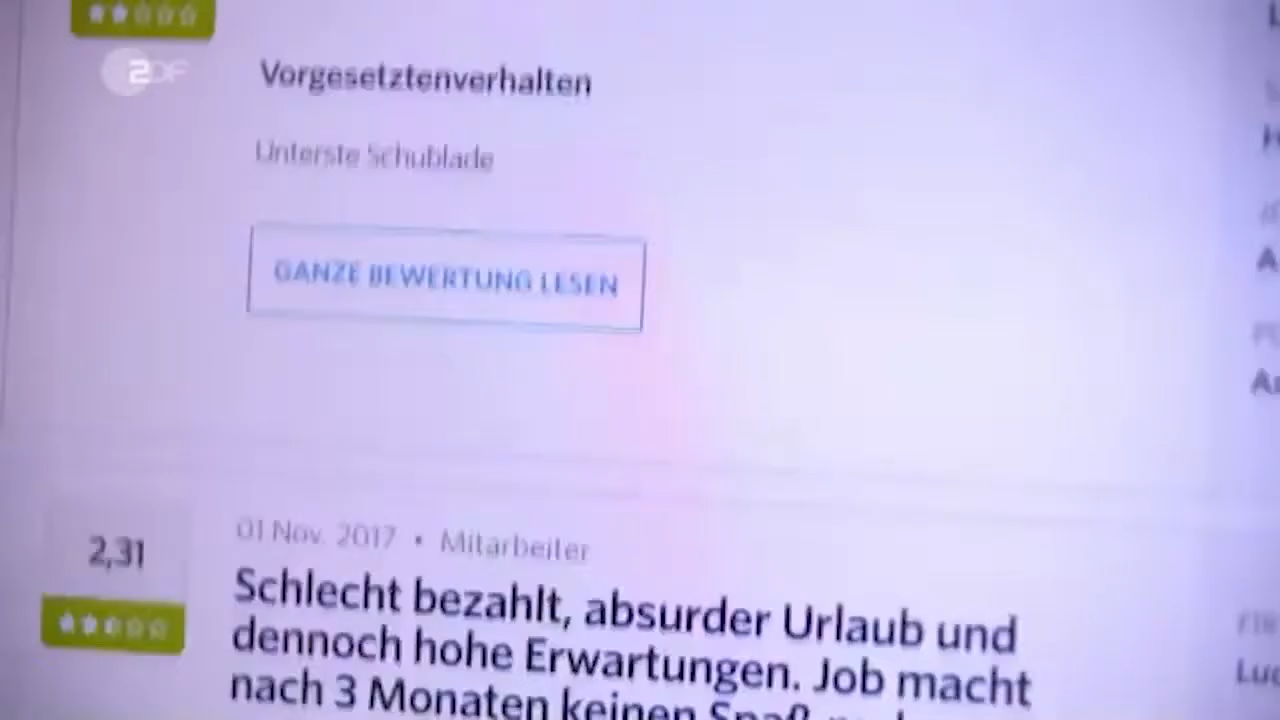 ZDF
Vorgesetztenverhalten
Unterste Schublade
GANZE BEWERTUNG LESEN
2,31
01 Nov. 2017 • Mitarbeiter
Schlecht bezahlt, absurder Urlaub und
dennoch hohe Erwartungen. Job macht
nach 3 Monaten keinen Spaß